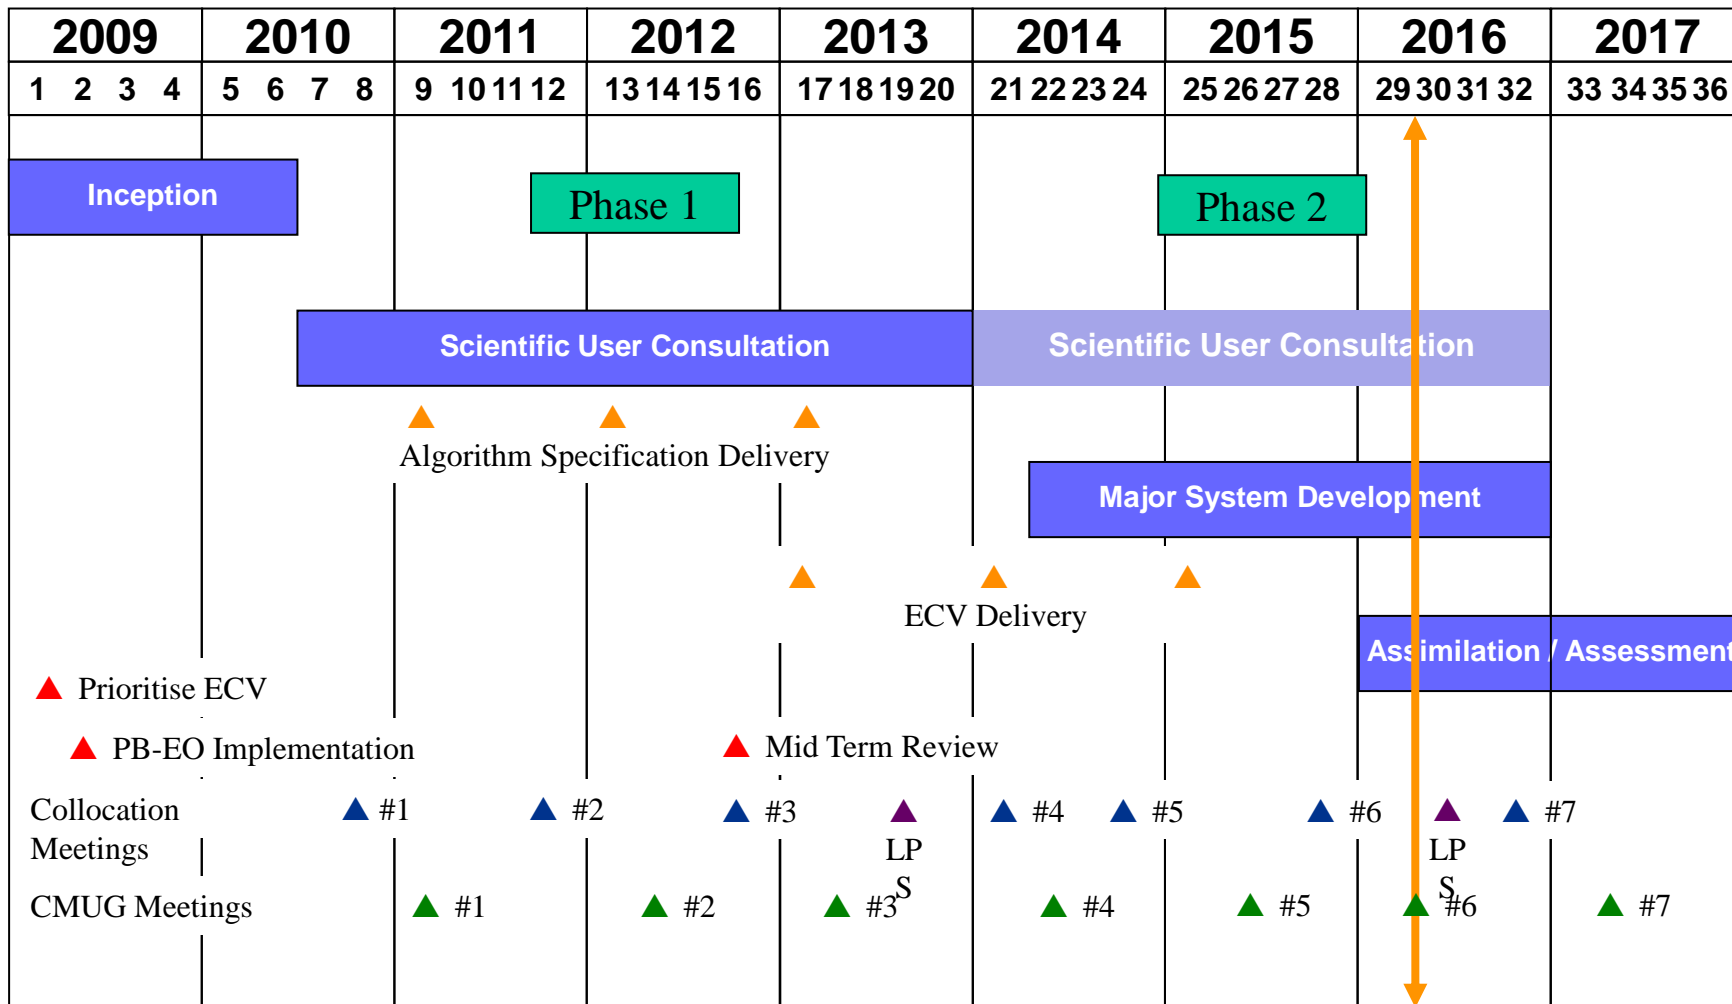 2009 2010 2011 2012 2013 2014 2015 2016 2017
1 2 3 4 5 6 7 8 9 10 11 12 13 14 15 16 17 18 19 20 21 22 23 24 25 26 27 28 29 30 31 32 33 34 35 36
Inception
Phase 1
Phase 2
Scientific User Consultation
Scientific User Consultation
Algorithm Specification Delivery
Major System Development
ECV Delivery
Assimilation / Assessment
Prioritise ECV
PB-EO Implementation
Mid Term Review
Collocation
Meetings
#1 #2 #3
LP
S
#4 #5 #6
LP
S
#7
CMUG Meetings
#1 #2 #3 #4 #5 #6 #7